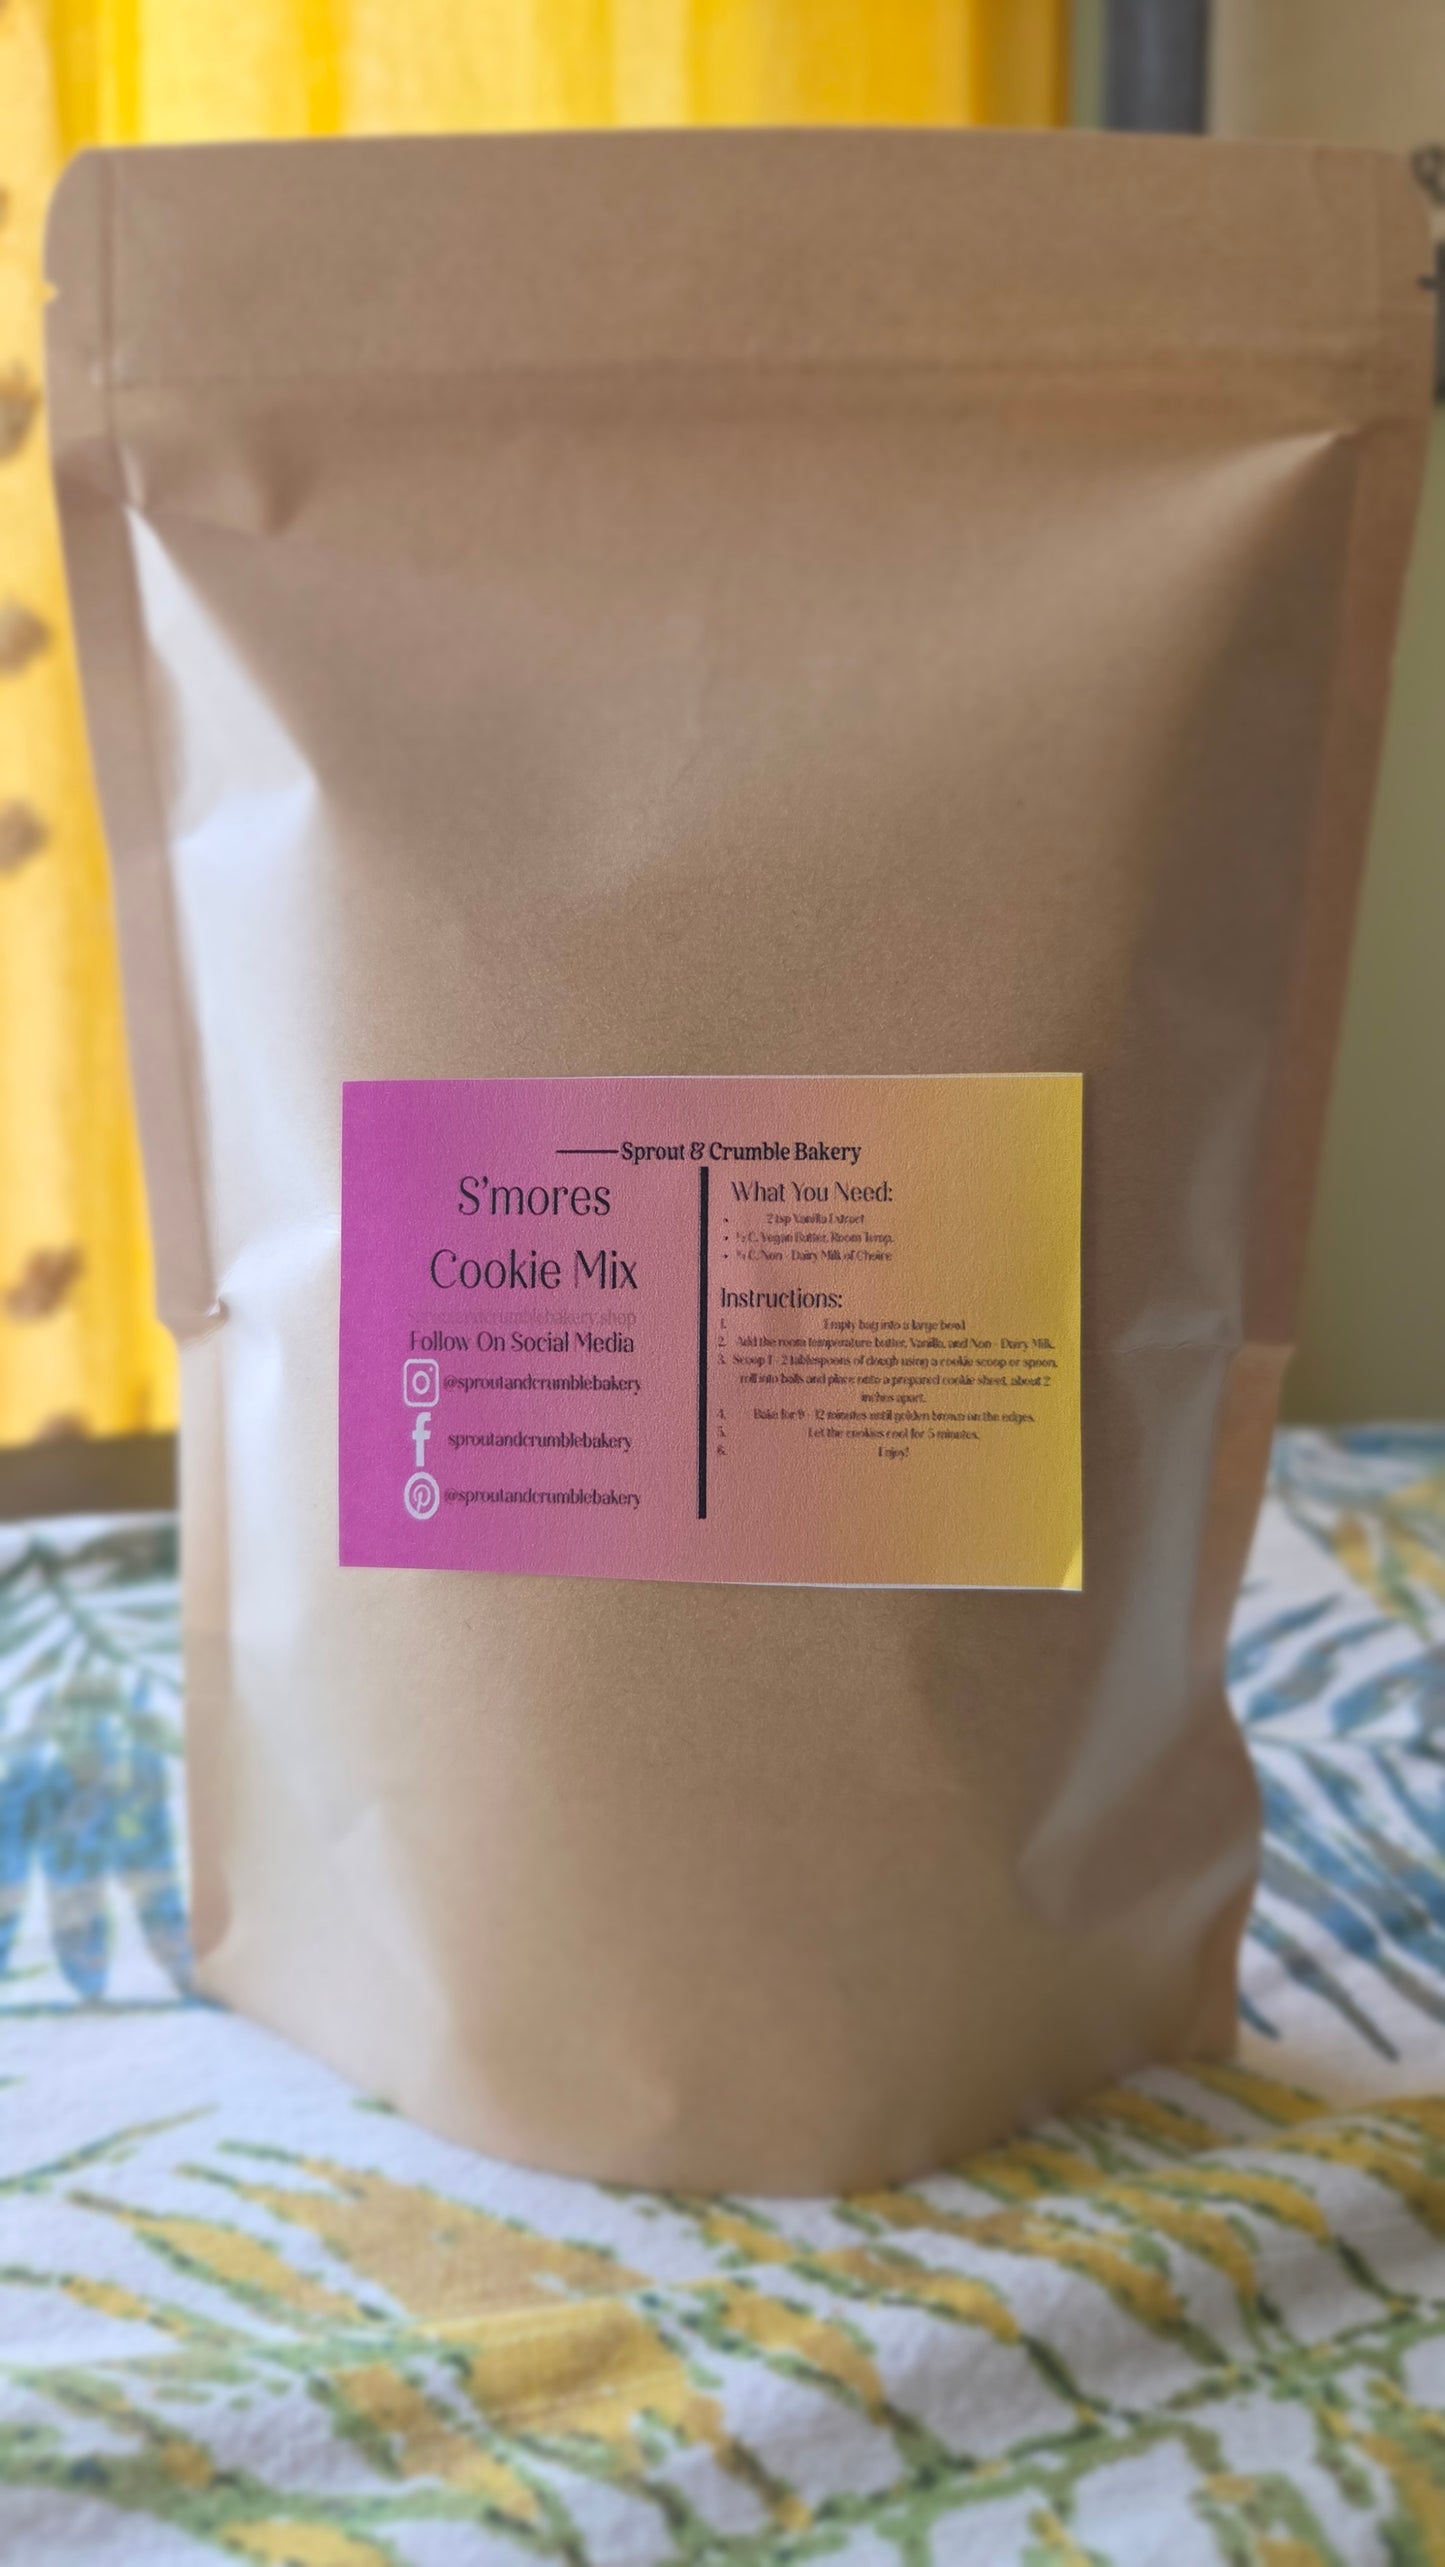 Sprout & Crumble Bakery
S'mores
Cookie Mix
Follow On Social Media
@sproutandcrumblebakery
sproutandcrumblebakery
@sproutandcrumblebakery
What You Need:
• 2 tsp Vanilla Extract
• ½ C. Vegan Butter, Room Temp.
• C. Non - Dairy Milk of Choice
Instructions:
1. Empty bag into a large bowl
2. Add the room temperature butter, Vanilla, and Non - Dairy Milk.
3. Scoop 1 - 2 tablespoons of dough using a cookie scoop or spoon,
roll into balls and place onto a prepared cookie sheet, about 2
inches apart.
4. Bake for 9 - 12 minutes until golden brown on the edges.
5. Let the cookies cool for 5 minutes.
6. Enjoy!